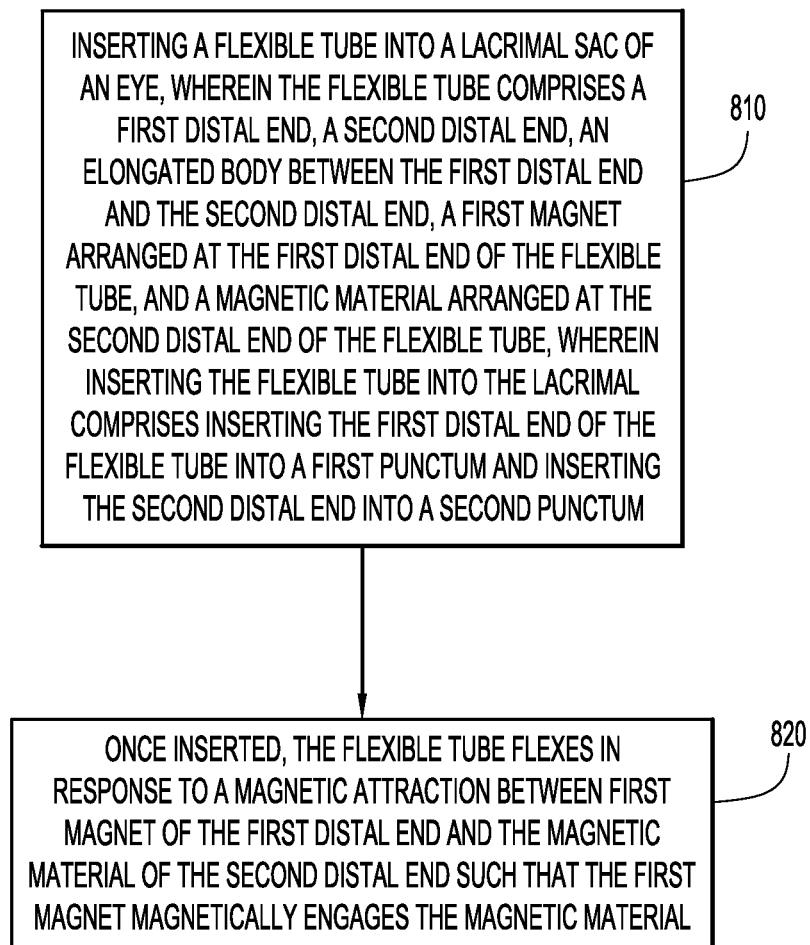 INSERTING A FLEXIBLE TUBE INTO A LACRIMAL SAC OF
AN EYE, WHEREIN THE FLEXIBLE TUBE COMPRISES A
FIRST DISTAL END, A SECOND DISTAL END, AN
ELONGATED BODY BETWEEN THE FIRST DISTAL END
AND THE SECOND DISTAL END, A FIRST MAGNET
ARRANGED AT THE FIRST DISTAL END OF THE FLEXIBLE
TUBE, AND A MAGNETIC MATERIAL ARRANGED AT THE
SECOND DISTAL END OF THE FLEXIBLE TUBE, WHEREIN
INSERTING THE FLEXIBLE TUBE INTO THE LACRIMAL
COMPRISES INSERTING THE FIRST DISTAL END OF THE
FLEXIBLE TUBE INTO A FIRST PUNCTUM AND INSERTING
THE SECOND DISTAL END INTO A SECOND PUNCTUM
810
ONCE INSERTED, THE FLEXIBLE TUBE FLEXES IN
RESPONSE TO A MAGNETIC ATTRACTION BETWEEN FIRST
MAGNET OF THE FIRST DISTAL END AND THE MAGNETIC
MATERIAL OF THE SECOND DISTAL END SUCH THAT THE FIRST
MAGNET MAGNETICALLY ENGAGES THE MAGNETIC MATERIAL
820